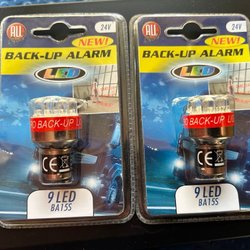 ALL
24V
NEW!
BACK-UP ALARM
LED
BACK-UP
CE
9 LED
BA15S
ALL
24V
NEW!
BACK-UP ALARM
LED
BACK-UP
CE
9 LED
BA15S